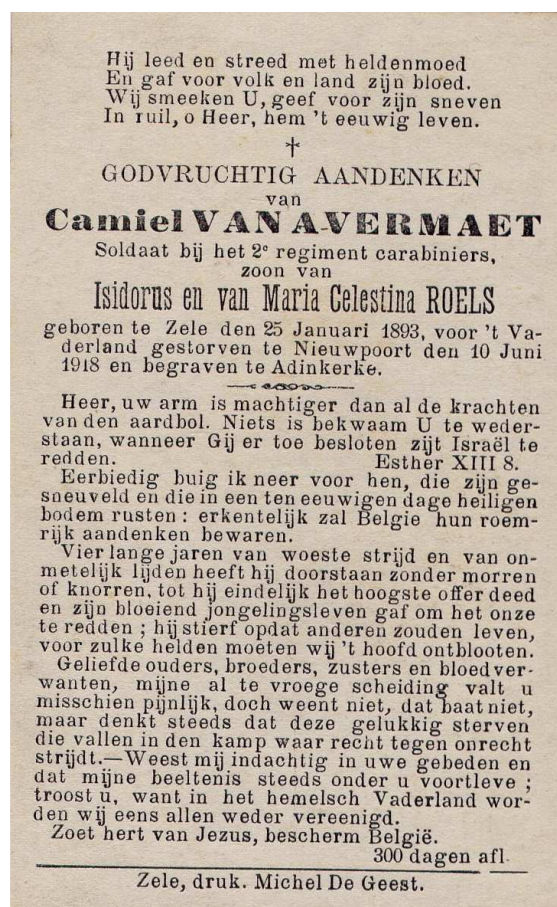 Hij leed en streed met heldenmoed
En gaf voor volk en land zijn bloed.
Wij smeeken U, geef voor zijn sneven
In ruil, o Heer, hem 't eeuwig leven.
†
GODVRUCHTIG AANDENKEN
van
Camiel VAN AVERMAET
Soldaat bij het 2e regiment carabiniers,
zoon van
Isidorus en van Maria Celestina ROELS
geboren te Zele den 25 Januari 1893, voor 't Va-
derland gestorven te Nieuwpoort den 10 Juni
1918 en begraven te Adinkerke.
Heer, uw arm is machtiger dan al de krachten
van den aardbol. Niets is bekwaam U te weder-
staan, wanneer Gij er toe besloten zijt Israël te
redden. Esther XIII 8.
Eerbiedig buig ik neer voor hen, die zijn ge-
sneuveld en die in een ten eeuwigen dage heiligen
bodem rusten : erkentelijk zal Belgie hun roem-
rijk aandenken bewaren.
Vier lange jaren van woeste strijd en van on-
metelijk lijden heeft hij doorstaan zonder morren
of knorren, tot hij eindelijk het hoogste offer deed
en zijn bloeiend jongelingsleven gaf om het onze
te redden ; hij stierf opdat anderen zouden leven,
voor zulke helden moeten wij 't hoofd ontblooten.
Geliefde ouders, broeders, zusters en bloedver-
wanten, mijne al te vroege scheiding valt u
misschien pijnlijk, doch weent niet, dat baat niet,
maar denkt steeds dat deze gelukkig sterven
die vallen in den kamp waar recht tegen onrecht
strijdt.—Weest mij indachtig in uwe gebeden en
dat mijne beeltenis steeds onder u voortleve ;
troost u, want in het hemelsch Vaderland wor-
den wij eens allen weder vereenigd.
Zoet hert van Jezus, bescherm België.
300 dagen afl.
Zele, druk. Michel De Geest.